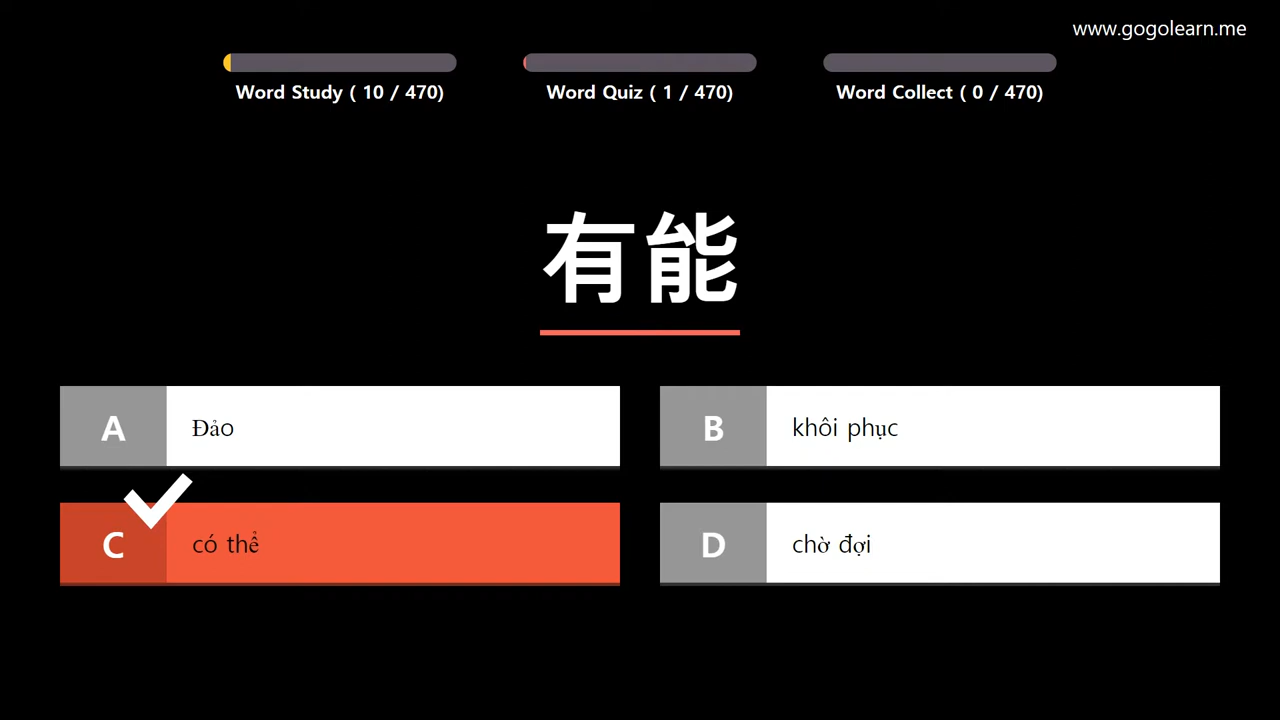 www.gogolearn.me
Word Study ( 10 / 470)
Word Quiz ( 1 / 470)
Word Collect ( 0 / 470)
有能
A Đảo
B khôi phục
C có thể
D chờ đợi